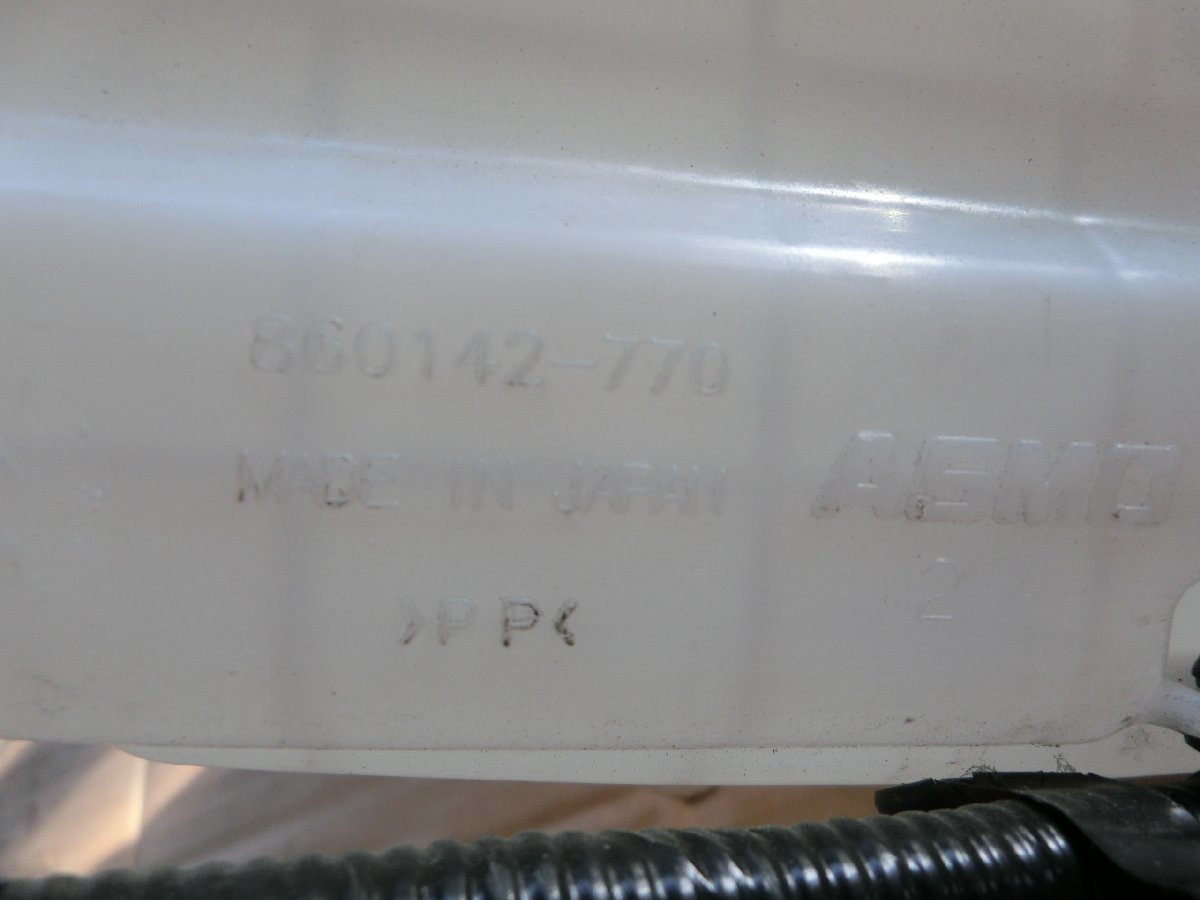 860142-770
MADE IN JAPAN
ASMO
2
>PP<